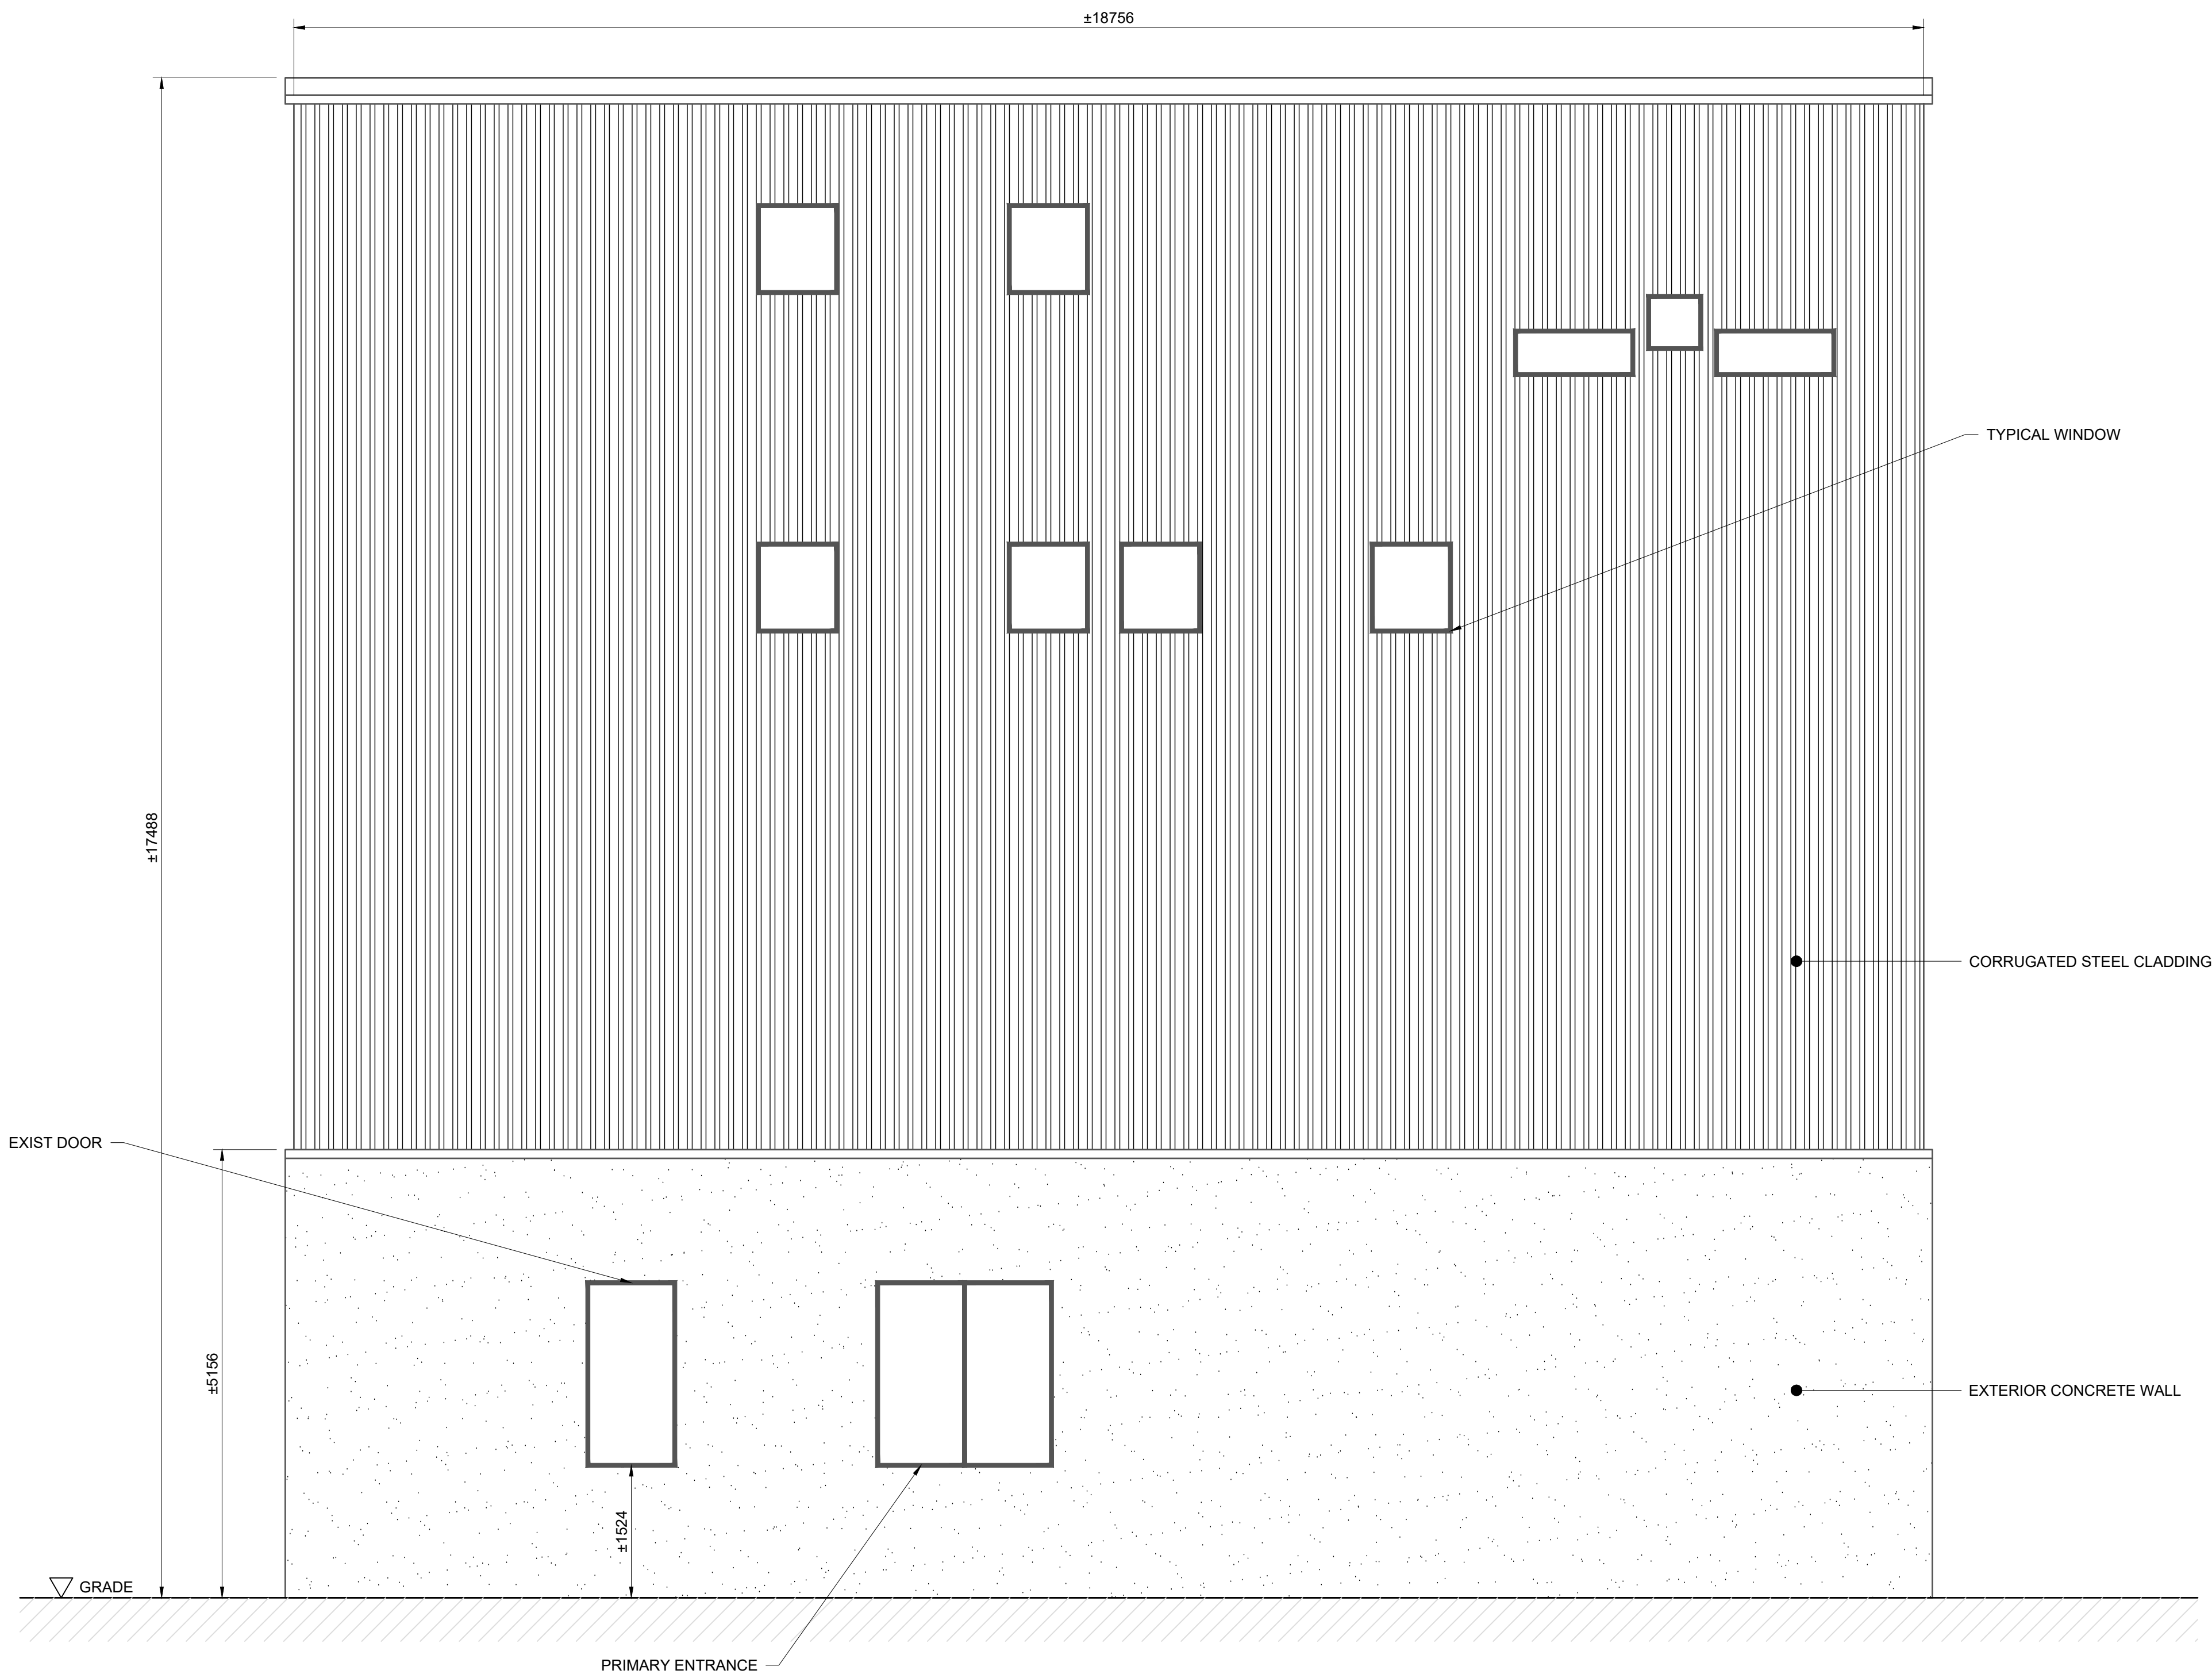 ±18756
TYPICAL WINDOW
±17488
CORRUGATED STEEL CLADDING
EXIST DOOR
±5156
EXTERIOR CONCRETE WALL
±1524
GRADE
PRIMARY ENTRANCE